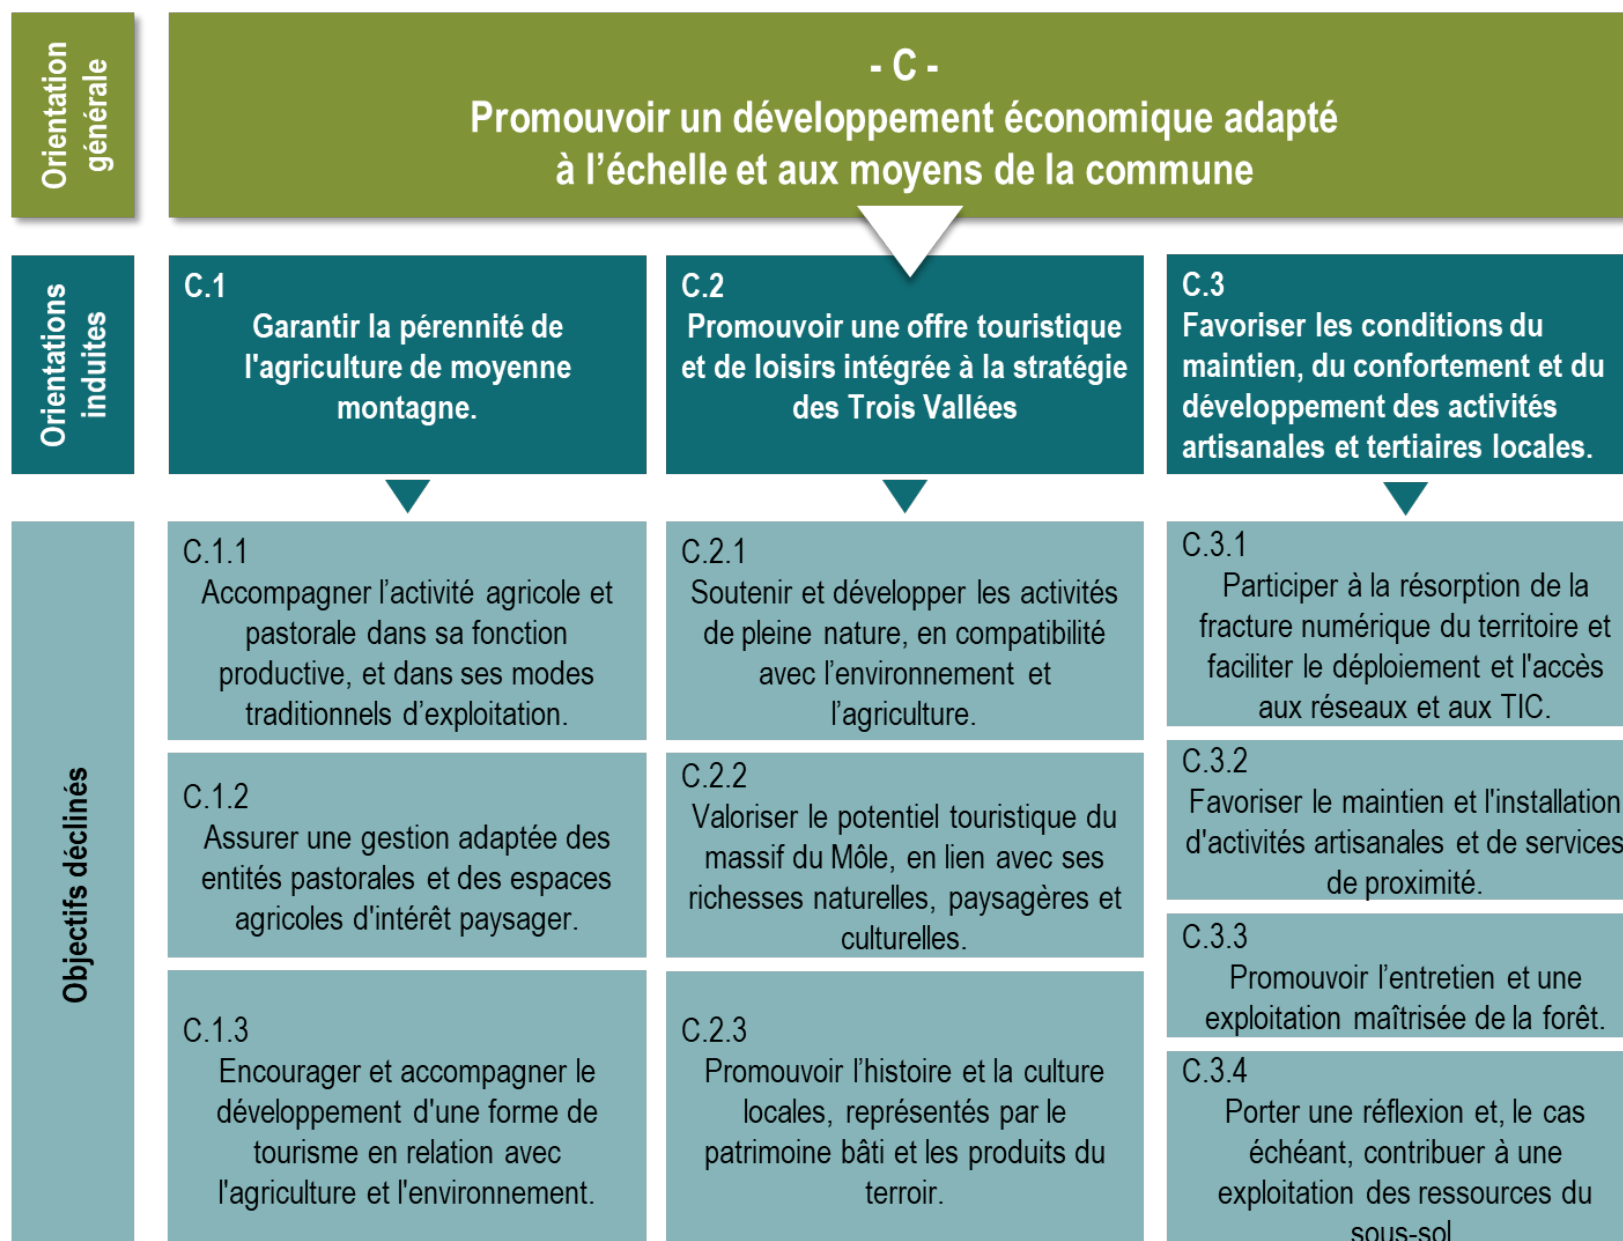 Orientation
générale
- C -
Promouvoir un développement économique adapté
à l’échelle et aux moyens de la commune
Orientations
induites
C.1
Garantir la pérennité de
l'agriculture de moyenne
montagne.
C.2
Promouvoir une offre touristique
et de loisirs intégrée à la stratégie
des Trois Vallées
C.3
Favoriser les conditions du
maintien, du confortement et du
développement des activités
artisanales et tertiaires locales.
Objectifs déclinés
C.1.1
Accompagner l’activité agricole et
pastorale dans sa fonction
productive, et dans ses modes
traditionnels d’exploitation.
C.1.2
Assurer une gestion adaptée des
entités pastorales et des espaces
agricoles d'intérêt paysager.
C.1.3
Encourager et accompagner le
développement d'une forme de
tourisme en relation avec
l'agriculture et l'environnement.
C.2.1
Soutenir et développer les activités
de pleine nature, en compatibilité
avec l’environnement et
l’agriculture.
C.2.2
Valoriser le potentiel touristique du
massif du Môle, en lien avec ses
richesses naturelles, paysagères et
culturelles.
C.2.3
Promouvoir l’histoire et la culture
locales, représentés par le
patrimoine bâti et les produits du
terroir.
C.3.1
Participer à la résorption de la
fracture numérique du territoire et
faciliter le déploiement et l'accès
aux réseaux et aux TIC.
C.3.2
Favoriser le maintien et l'installation
d'activités artisanales et de services
de proximité.
C.3.3
Promouvoir l’entretien et une
exploitation maîtrisée de la forêt.
C.3.4
Porter une réflexion et, le cas
échéant, contribuer à une
exploitation des ressources du
sous-sol